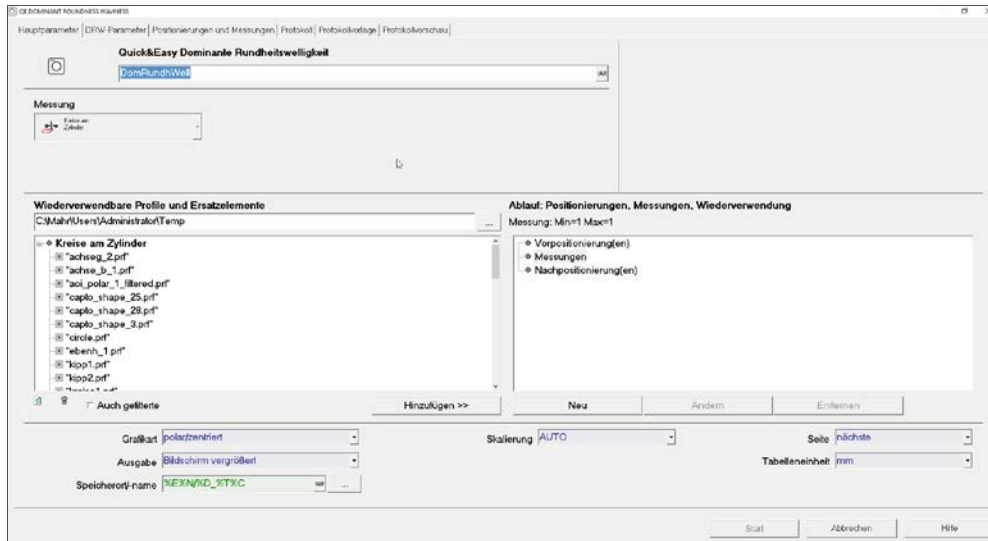 QE DOMINANT ROUNDNESS WAVINESS
Hauptparameter DRW-Parameter Positionierungen und Messungen Protokoll Protokollvorlage Protokollvorschau
Quick&Easy Dominante Rundheitswelligkeit
DomRundhWell
Messung
Kreise am
Zylinder
Wiederverwendbare Profile und Ersatzelemente
C:\Mahr\Users\Administrator\Temp
...
Kreise am Zylinder
"achseg_2.prf"
"achse_b_1.prf"
"aoi_polar_1_filtered.prf"
"capto_shape_25.prf"
"capto_shape_29.prf"
"capto_shape_3.prf"
"circle.prf"
"ebenh_1.prf"
"kipp1.prf"
"kipp2.prf"
Auch gefilterte
Hinzufügen >>
Ablauf: Positionierungen, Messungen, Wiederverwendung
Messung: Min=1 Max=1
Vorpositionierung(en)
Messungen
Nachpositionierung(en)
Neu
Ändern
Entfernen
Grafikart polar/zentriert
Skalierung AUTO
Seite nächste
Ausgabe Bildschirm vergrößert
Tabelleneinheit mm
Speicherort/-name %E%N/%D_%T%C
...
Start
Abbrechen
Hilfe